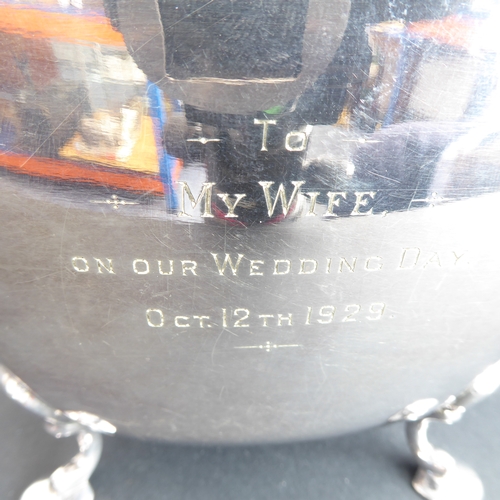 To
My Wife,
on our Wedding Day.
Oct. 12th 1929.